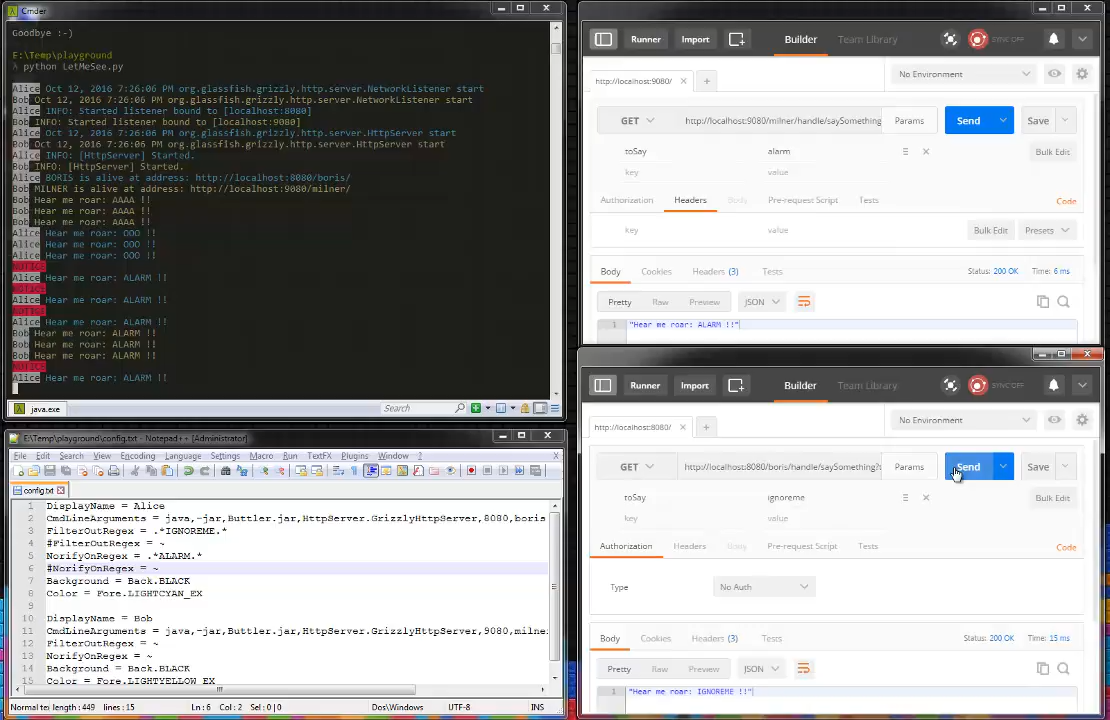 Cmder
Goodbye :-)
E:\Temp\playground
λ python LetMeSee.py
Alice Oct 12, 2016 7:26:06 PM org.glassfish.grizzly.http.server.NetworkListener start
Bob Oct 12, 2016 7:26:06 PM org.glassfish.grizzly.http.server.NetworkListener start
Alice INFO: Started listener bound to [localhost:8080]
Bob INFO: Started listener bound to [localhost:9080]
Alice Oct 12, 2016 7:26:06 PM org.glassfish.grizzly.http.server.HttpServer start
Bob Oct 12, 2016 7:26:06 PM org.glassfish.grizzly.http.server.HttpServer start
Alice INFO: [HttpServer] Started.
Bob INFO: [HttpServer] Started.
Alice BORIS is alive at address: http://localhost:8080/boris/
Bob MILNER is alive at address: http://localhost:9080/milner/
Bob Hear me roar: AAAA !!
Bob Hear me roar: AAAA !!
Bob Hear me roar: AAAA !!
Alice Hear me roar: OOO !!
Alice Hear me roar: OOO !!
Alice Hear me roar: OOO !!
NOTICE
Alice Hear me roar: ALARM !!
NOTICE
Alice Hear me roar: ALARM !!
NOTICE
Alice Hear me roar: ALARM !!
Bob Hear me roar: ALARM !!
Bob Hear me roar: ALARM !!
Bob Hear me roar: ALARM !!
NOTICE
Alice Hear me roar: ALARM !!
java.exe
Search
E:\Temp\playground\config.txt - Notepad++ [Administrator]
File Edit Search View Encoding Language Settings Macro Run TextFX Plugins Window ?
config.txt
1 DisplayName = Alice
2 CmdLineArguments = java,-jar,Buttler.jar,HttpServer.GrizzlyHttpServer,8080,boris
3 FilterOutRegex = .*IGNOREME.*
4 #FilterOutRegex = ~
5 NorifyOnRegex = .*ALARM.*
6 #NorifyOnRegex = ~
7 Background = Back.BLACK
8 Color = Fore.LIGHTCYAN_EX
9
10 DisplayName = Bob
11 CmdLineArguments = java,-jar,Buttler.jar,HttpServer.GrizzlyHttpServer,9080,milner
12 FilterOutRegex = ~
13 NorifyOnRegex = ~
14 Background = Back.BLACK
15 Color = Fore.LIGHTYELLOW_EX
Normal te length : 449 lines : 15 Ln : 6 Col : 2 Sel : 0 | 0 Dos\Windows UTF-8 INS
Runner Import Builder Team Library SYNC OFF
http://localhost:9080/
No Environment
GET http://localhost:9080/milner/handle/saySomething Params Send Save
toSay alarm Bulk Edit
key value
Authorization Headers Body Pre-request Script Tests Code
key value Bulk Edit Presets
Body Cookies Headers (3) Tests Status: 200 OK Time: 6 ms
Pretty Raw Preview JSON
1 "Hear me roar: ALARM !!"
Runner Import Builder Team Library SYNC OFF
http://localhost:8080/
No Environment
GET http://localhost:8080/boris/handle/saySomething? Params Send Save
toSay ignoreme Bulk Edit
key value
Authorization Headers Body Pre-request Script Tests Code
Type No Auth
Body Cookies Headers (3) Tests Status: 200 OK Time: 15 ms
Pretty Raw Preview JSON
1 "Hear me roar: IGNOREME !!"